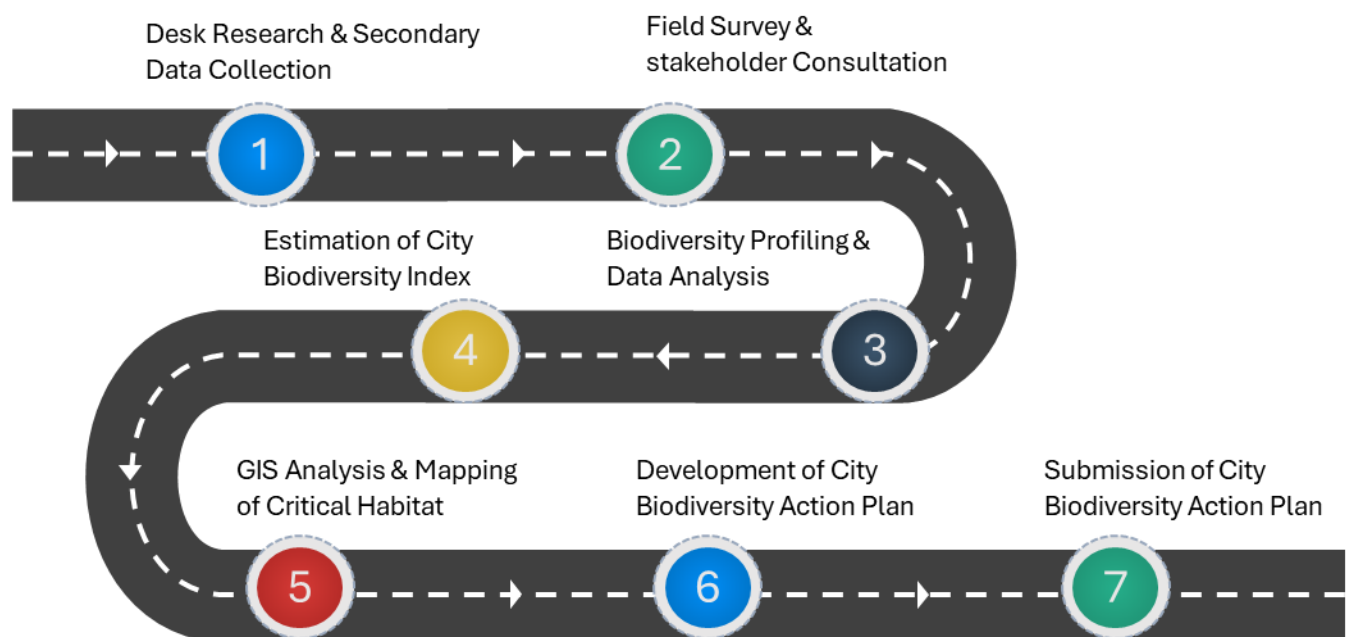 Desk Research & Secondary
Data Collection
1
Field Survey &
stakeholder Consultation
2
Biodiversity Profiling &
Data Analysis
3
Estimation of City
Biodiversity Index
4
GIS Analysis & Mapping
of Critical Habitat
5
Development of City
Biodiversity Action Plan
6
Submission of City
Biodiversity Action Plan
7